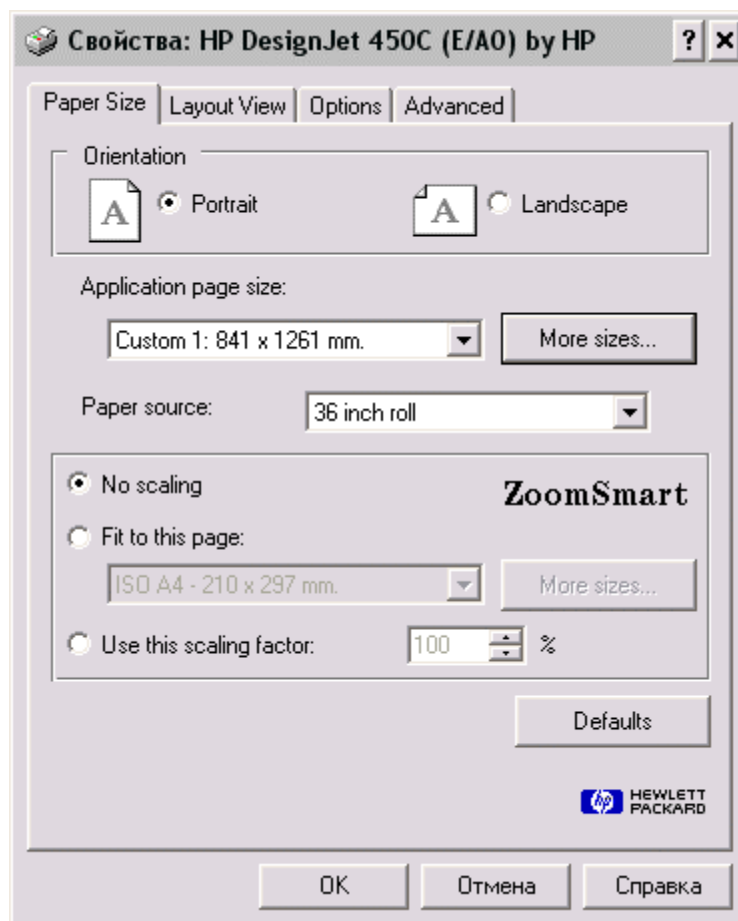 Свойства: HP DesignJet 450C (E/A0) by HP
Paper Size Layout View Options Advanced
Orientation
A Portrait A Landscape
Application page size:
Custom 1: 841 x 1261 mm. More sizes...
Paper source: 36 inch roll
No scaling ZoomSmart
Fit to this page:
ISO A4 - 210 x 297 mm. More sizes...
Use this scaling factor: 100 %
Defaults
hp HEWLETT
PACKARD
OK Отмена Справка